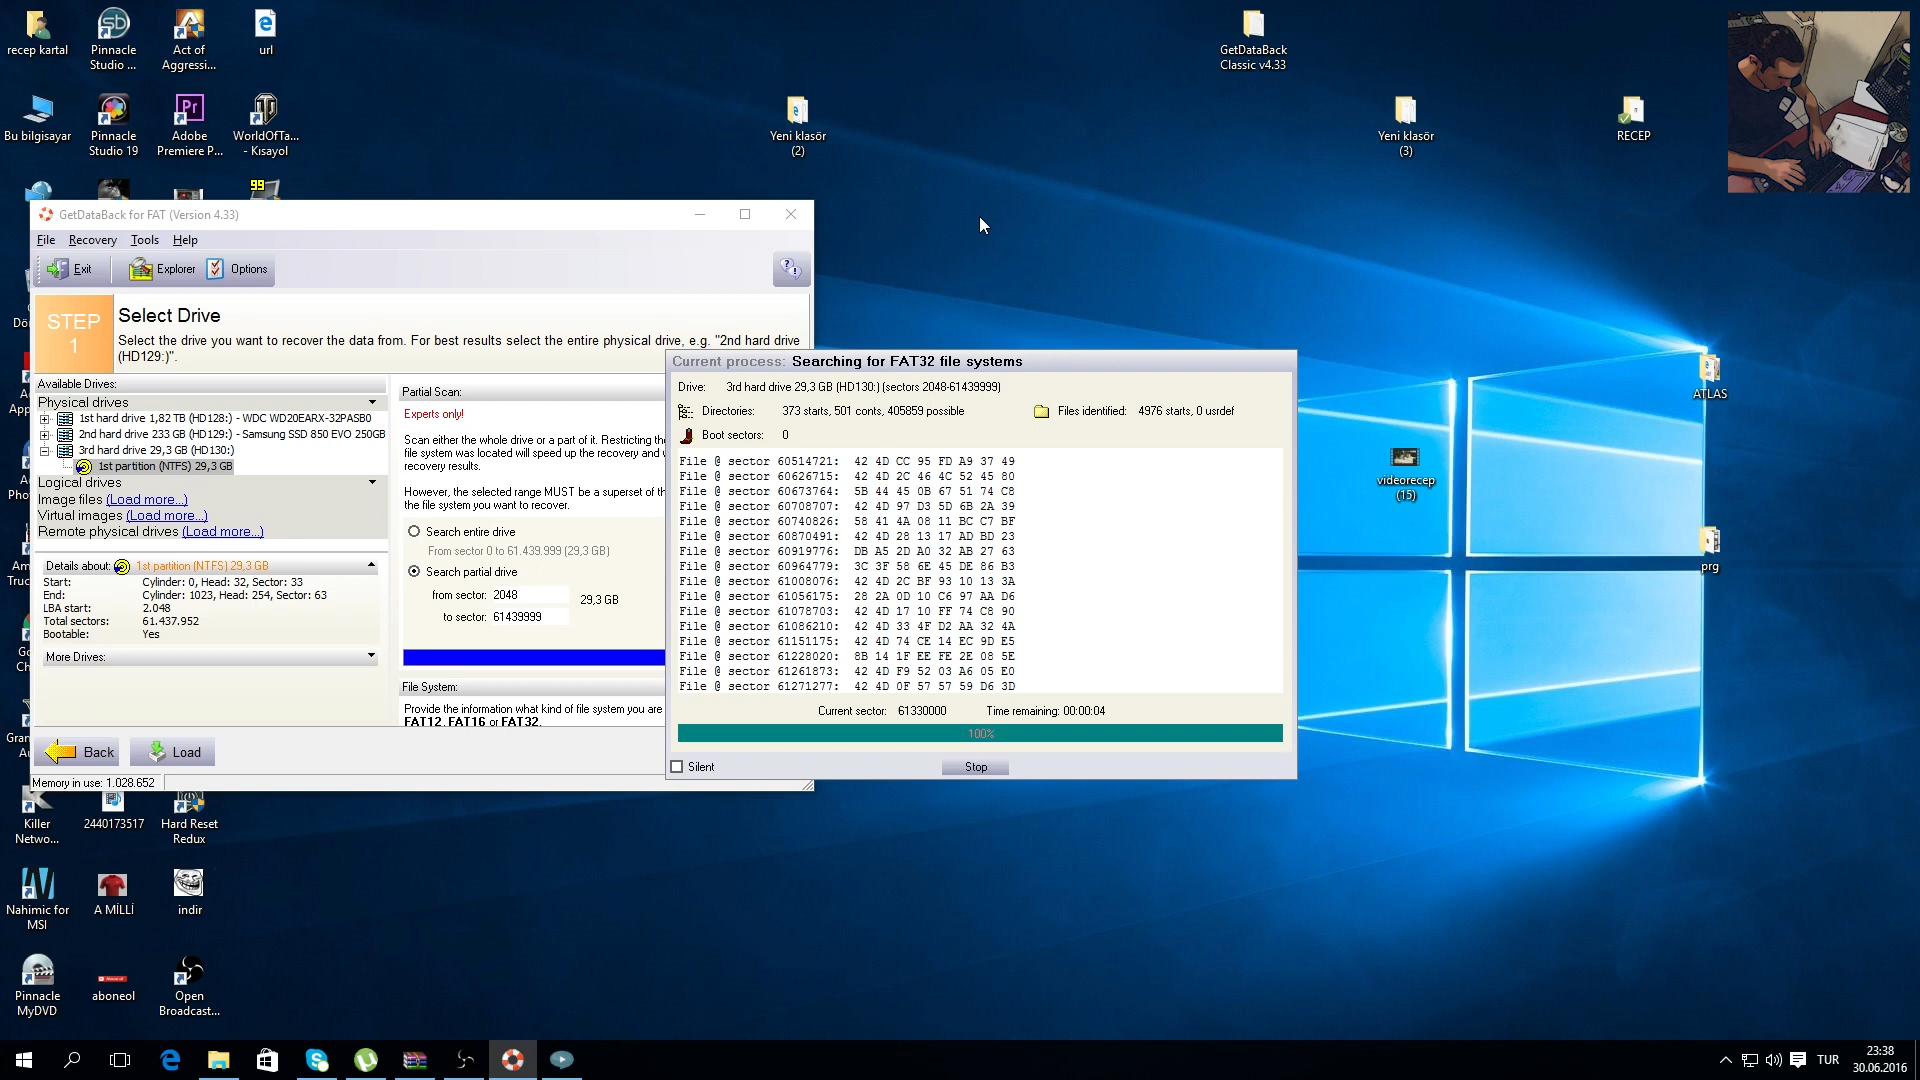 recep kartal
Pinnacle
Studio ...
Act of
Aggressi...
url
GetDataBack
Classic v4.33
Bu bilgisayar
Pinnacle
Studio 19
Adobe
Premiere P...
WorldOfTa...
- Kısayol
Yeni klasör
(2)
Yeni klasör
(3)
RECEP
99
GetDataBack for FAT (Version 4.33)
File Recovery Tools Help
Exit Explorer Options
STEP
1
Select Drive
Select the drive you want to recover the data from. For best results select the entire physical drive, e.g. "2nd hard drive
(HD129:)".
Available Drives:
Physical drives
1st hard drive 1,82 TB (HD128:) - WDC WD20EARX-32PASB0
2nd hard drive 233 GB (HD129:) - Samsung SSD 850 EVO 250GB
3rd hard drive 29,3 GB (HD130:)
1st partition (NTFS) 29,3 GB
Logical drives
Image files (Load more...)
Virtual images (Load more...)
Remote physical drives (Load more...)
Details about: 1st partition (NTFS) 29,3 GB
Start: Cylinder: 0, Head: 32, Sector: 33
End: Cylinder: 1023, Head: 254, Sector: 63
LBA start: 2.048
Total sectors: 61.437.952
Bootable: Yes
More Drives:
Partial Scan:
Experts only!
Scan either the whole drive or a part of it. Restricting the
file system was located will speed up the recovery and
recovery results.
However, the selected range MUST be a superset of th
the file system you want to recover.
Search entire drive
From sector 0 to 61.439.999 (29,3 GB)
Search partial drive
from sector: 2048
29,3 GB
to sector: 61439999
File System:
Provide the information what kind of file system you are
FAT12, FAT16 or FAT32.
Back Load
Memory in use: 1.028.652
Current process: Searching for FAT32 file systems
Drive: 3rd hard drive 29,3 GB (HD130:) (sectors 2048-61439999)
Directories: 373 starts, 501 conts, 405859 possible Files identified: 4976 starts, 0 usrdef
Boot sectors: 0
File @ sector 60514721: 42 4D CC 95 FD A9 37 49
File @ sector 60626715: 42 4D 2C 46 4C 52 45 80
File @ sector 60673764: 5B 44 45 0B 67 51 74 C8
File @ sector 60708707: 42 4D 97 D3 5D 6B 2A 39
File @ sector 60740826: 58 41 4A 08 11 BC C7 BF
File @ sector 60870491: 42 4D 28 13 17 AD BD 23
File @ sector 60919776: DB A5 2D A0 32 AB 27 63
File @ sector 60964779: 3C 3F 58 6E 45 DE 86 B3
File @ sector 61008076: 42 4D 2C BF 93 10 13 3A
File @ sector 61056175: 28 2A 0D 10 C6 97 AA D6
File @ sector 61078703: 42 4D 17 10 FF 74 C8 90
File @ sector 61086210: 42 4D 33 4F D2 AA 32 4A
File @ sector 61151175: 42 4D 74 CE 14 EC 9D E5
File @ sector 61228020: 8B 14 1F EE FE 2E 08 5E
File @ sector 61261873: 42 4D F9 52 03 A6 05 E0
File @ sector 61271277: 42 4D 0F 57 57 59 D6 3D
Current sector: 61330000 Time remaining: 00:00:04
100%
Silent Stop
ATLAS
videorecep
(15)
prg
Killer
Netwo...
2440173517
Hard Reset
Redux
Nahimic for
MSI
A MİLLİ
indir
Pinnacle
MyDVD
aboneol
Open
Broadcast...
TUR
23:38
30.06.2016